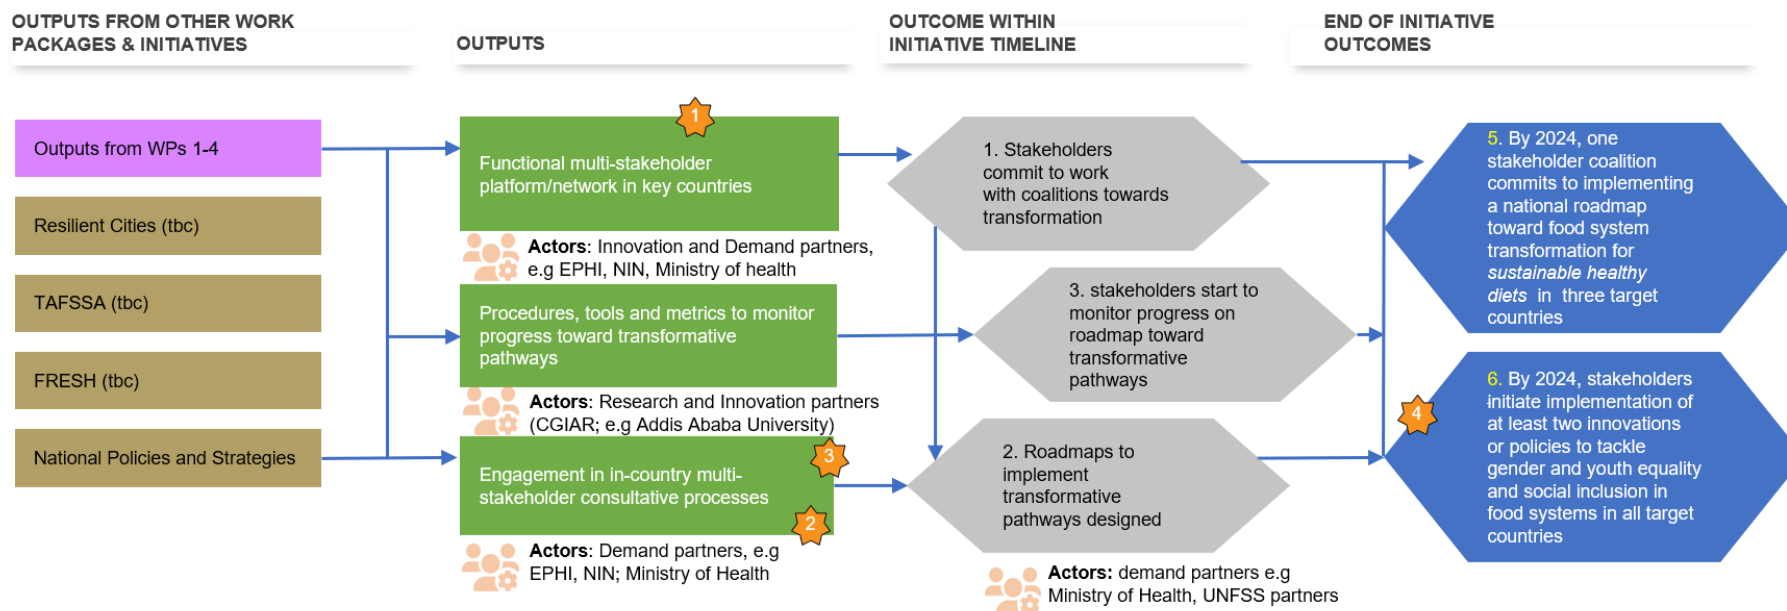 OUTPUTS FROM OTHER WORK
PACKAGES & INITIATIVES
OUTPUTS
OUTCOME WITHIN
INITIATIVE TIMELINE
END OF INITIATIVE
OUTCOMES
Outputs from WPs 1-4
Resilient Cities (tbc)
TAFSSA (tbc)
FRESH (tbc)
National Policies and Strategies
1
Functional multi-stakeholder
platform/network in key countries
Actors: Innovation and Demand partners,
e.g EPHI, NIN, Ministry of health
Procedures, tools and metrics to monitor
progress toward transformative
pathways
Actors: Research and Innovation partners
(CGIAR; e.g Addis Ababa University)
3
Engagement in in-country multi-
stakeholder consultative processes
2
Actors: Demand partners, e.g
EPHI, NIN; Ministry of Health
1. Stakeholders
commit to work
with coalitions towards
transformation
3. stakeholders start to
monitor progress on
roadmap toward
transformative
pathways
2. Roadmaps to
implement
transformative
pathways designed
Actors: demand partners e.g
Ministry of Health, UNFSS partners
5. By 2024, one
stakeholder coalition
commits to implementing
a national roadmap
toward food system
transformation for
sustainable healthy
diets in three target
countries
4
6. By 2024, stakeholders
initiate implementation of
at least two innovations
or policies to tackle
gender and youth equality
and social inclusion in
food systems in all target
countries